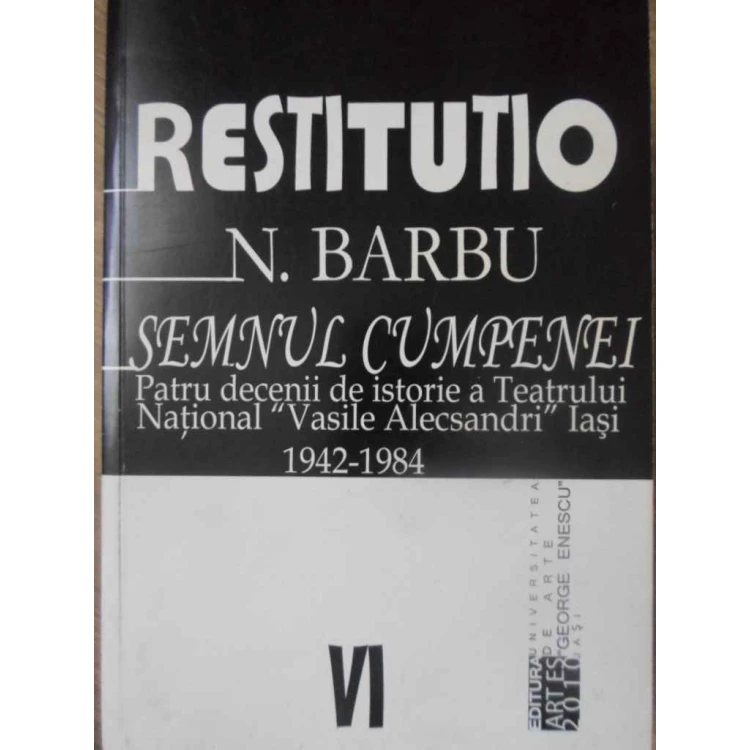 RESTITUTIO
N. BARBU
SEMNUL CUMPENEI
Patru decenii de istorie a Teatrului
Național “Vasile Alecsandri” Iași
1942-1984
VI
EDITURA
ARTES
2010
UNIVERSITATEA
DE ARTE
"GEORGE ENESCU"
IAȘI